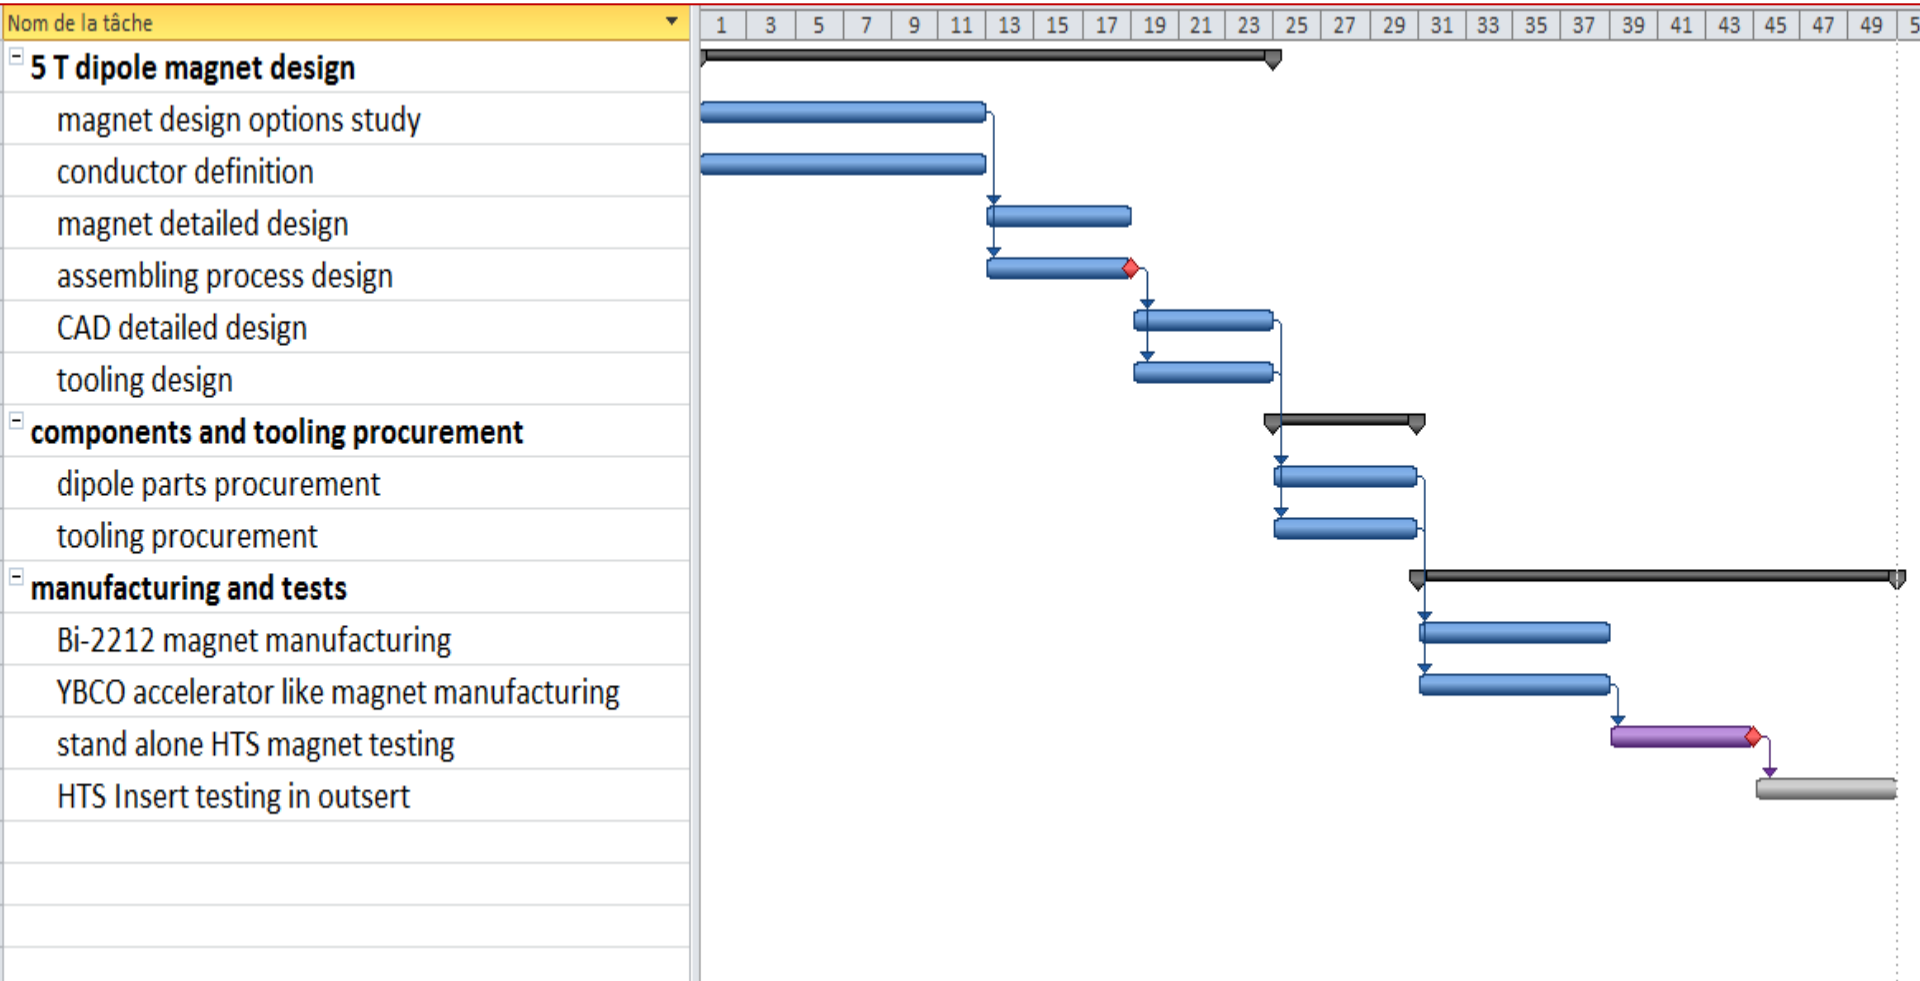 Nom de la tâche
1 3 5 7 9 11 13 15 17 19 21 23 25 27 29 31 33 35 37 39 41 43 45 47 49 5
5 T dipole magnet design
magnet design options study
conductor definition
magnet detailed design
assembling process design
CAD detailed design
tooling design
components and tooling procurement
dipole parts procurement
tooling procurement
manufacturing and tests
Bi-2212 magnet manufacturing
YBCO accelerator like magnet manufacturing
stand alone HTS magnet testing
HTS Insert testing in outsert